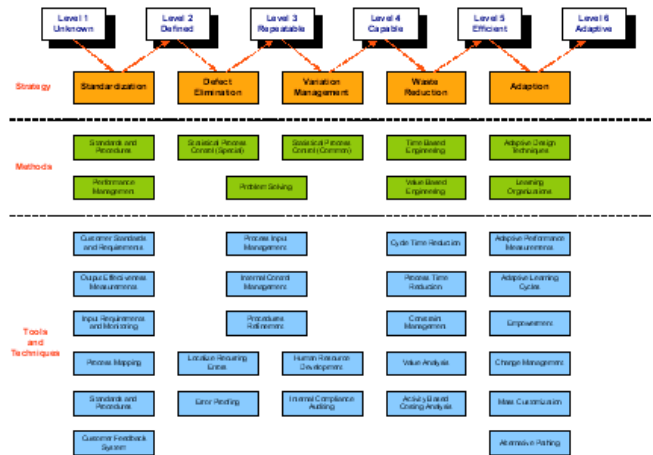 Level 1
Unknown
Level 2
Defined
Level 3
Repeatable
Level 4
Capable
Level 5
Efficient
Level 6
Adaptive
Strategy
Standardization
Defect
Elimination
Variation
Management
Waste
Reduction
Adaption
Methods
Standards and
Procedures
Statistical Process
Control (Special)
Statistical Process
Control (Common)
Time Based
Engineering
Adaptive Design
Techniques
Performance
Management
Problem Solving
Value Based
Engineering
Learning
Organizations
Tools
and
Techniques
Customer Standards
and Requirements
Process Input
Management
Cycle Time Reduction
Adaptive Performance
Measurements
Output Effectiveness
Measurements
Internal Control
Management
Process Time
Reduction
Adaptive Learning
Cycles
Input Requirements
and Monitoring
Procedures
Refinement
Constraint
Management
Empowerment
Process Mapping
Localize Recurring
Errors
Human Resource
Development
Value Analysis
Change Management
Standards and
Procedures
Error Proofing
Internal Compliance
Auditing
Activity Based
Costing Analysis
Mass Customization
Customer Feedback
System
Alternative Pathing